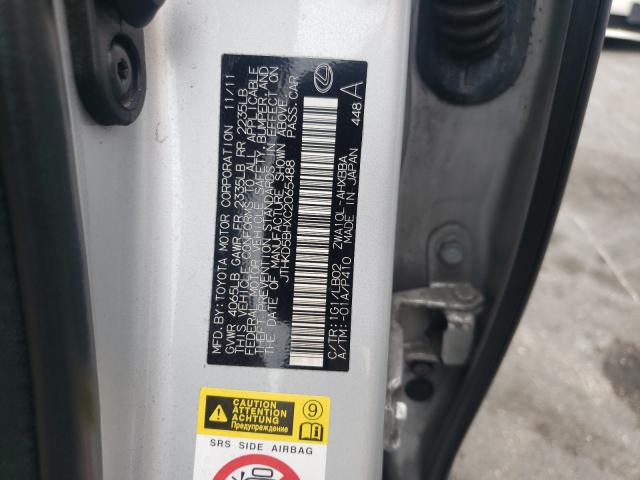 MFD. BY: TOYOTA MOTOR CORPORATION 11/11
GVWR 4065LB GAWR FR 2335LB RR 2235LB
THIS VEHICLE CONFORMS TO ALL APPLICABLE
FEDERAL MOTOR VEHICLE SAFETY, BUMPER, AND
THEFT PREVENTION STANDARDS IN EFFECT ON
THE DATE OF MANUFACTURE SHOWN ABOVE.
JTHKD5BHXC2065488 PASS. CAR
C/TR: 1G1/LB02 ZWA10L-AHXBBA
A/TM: -01A/P410 MADE IN JAPAN 448 A
CAUTION
ATTENTION
ACHTUNG
Предупреждение
9
SRS SIDE AIRBAG